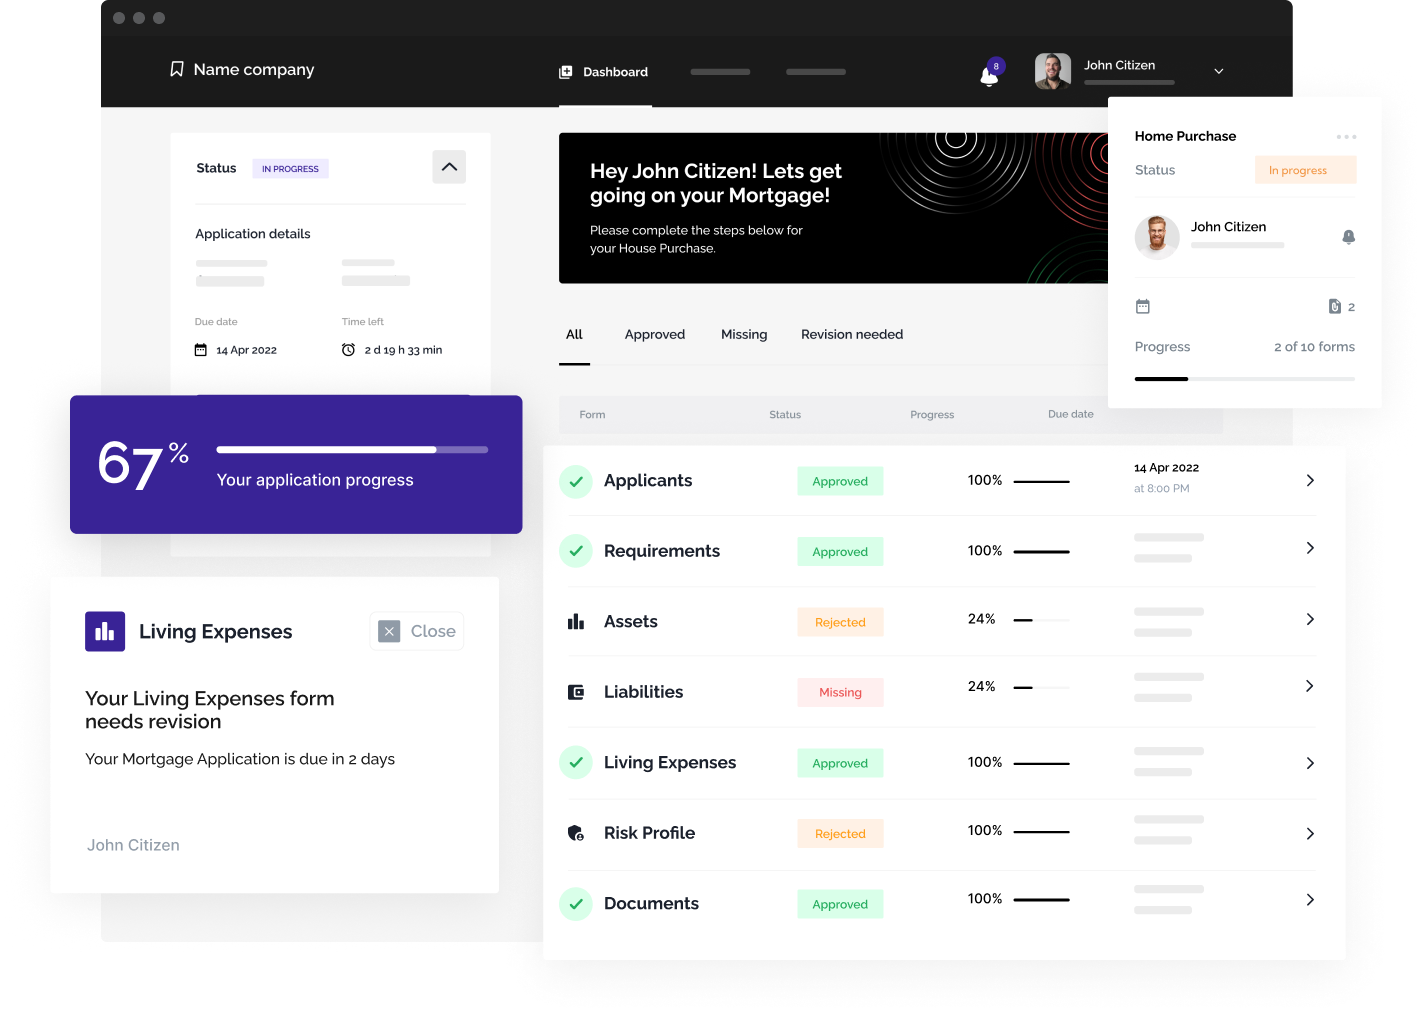 Name company
Dashboard
8
John Citizen
Status
IN PROGRESS
Application details
Due date
Time left
14 Apr 2022
2 d 19 h 33 min
67%
Your application progress
Living Expenses
Close
Your Living Expenses form
needs revision
Your Mortgage Application is due in 2 days
John Citizen
Hey John Citizen! Lets get
going on your Mortgage!
Please complete the steps below for
your House Purchase.
Home Purchase
Status
In progress
John Citizen
2
Progress
2 of 10 forms
All
Approved
Missing
Revision needed
Form
Status
Progress
Due date
Applicants
Approved
100%
14 Apr 2022
at 8:00 PM
Requirements
Approved
100%
Assets
Rejected
24%
Liabilities
Missing
24%
Living Expenses
Approved
100%
Risk Profile
Rejected
100%
Documents
Approved
100%